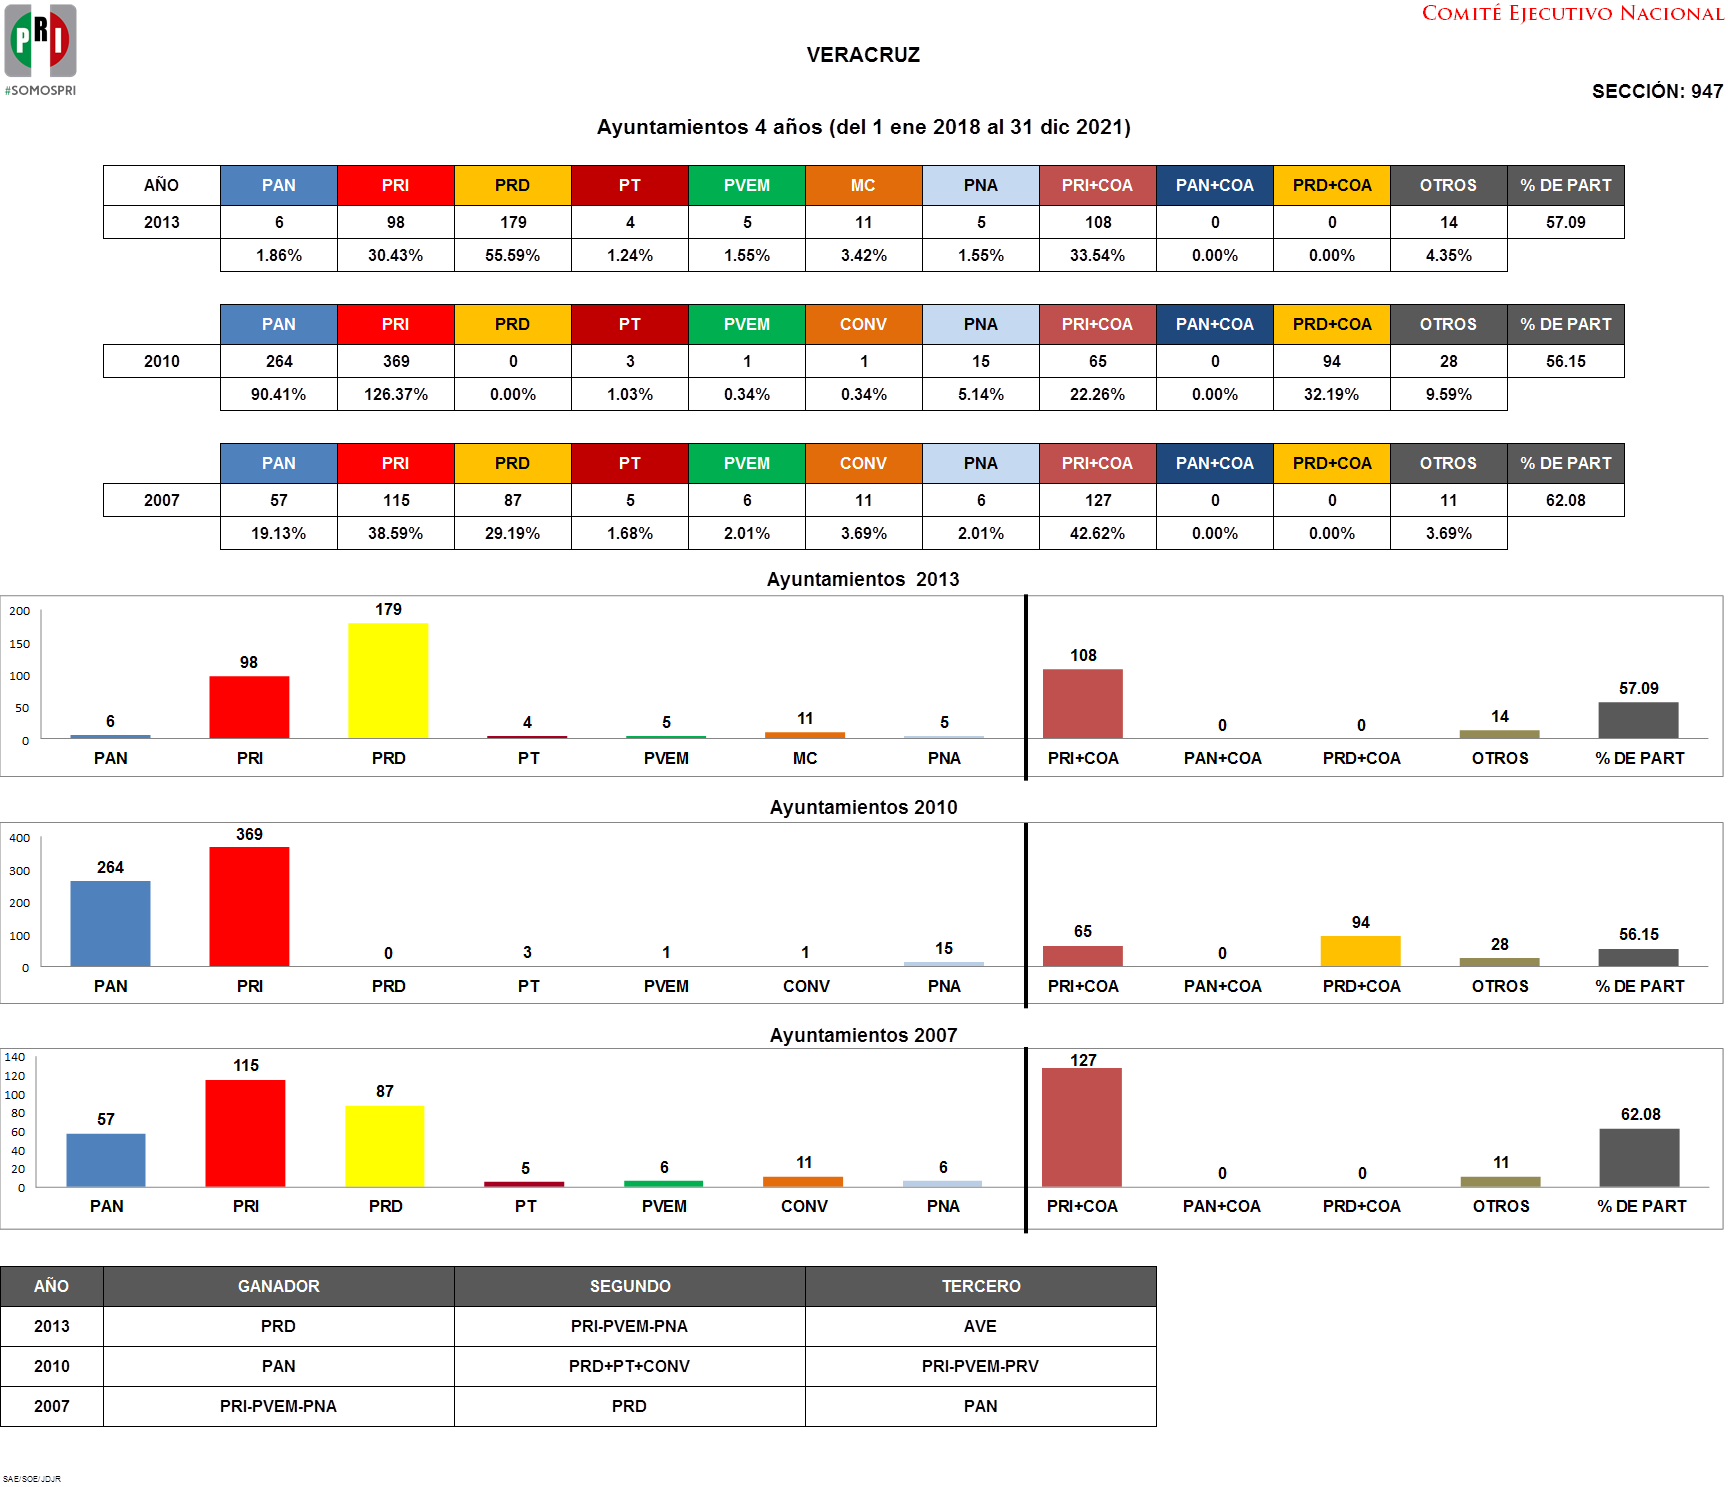 PRI
#SOMOSPRI
COMITÉ EJECUTIVO NACIONAL
VERACRUZ
SECCIÓN: 947
Ayuntamientos 4 años (del 1 ene 2018 al 31 dic 2021)
AÑO PAN PRI PRD PT PVEM MC PNA PRI+COA PAN+COA PRD+COA OTROS % DE PART
2013 6 98 179 4 5 11 5 108 0 0 14 57.09
1.86% 30.43% 55.59% 1.24% 1.55% 3.42% 1.55% 33.54% 0.00% 0.00% 4.35%
PAN PRI PRD PT PVEM CONV PNA PRI+COA PAN+COA PRD+COA OTROS % DE PART
2010 264 369 0 3 1 1 15 65 0 94 28 56.15
90.41% 126.37% 0.00% 1.03% 0.34% 0.34% 5.14% 22.26% 0.00% 32.19% 9.59%
PAN PRI PRD PT PVEM CONV PNA PRI+COA PAN+COA PRD+COA OTROS % DE PART
2007 57 115 87 5 6 11 6 127 0 0 11 62.08
19.13% 38.59% 29.19% 1.68% 2.01% 3.69% 2.01% 42.62% 0.00% 0.00% 3.69%
Ayuntamientos 2013
200
150
100
50
0
6 98 179 4 5 11 5 108 0 0 14 57.09
PAN PRI PRD PT PVEM MC PNA PRI+COA PAN+COA PRD+COA OTROS % DE PART
Ayuntamientos 2010
400
300
200
100
0
264 369 0 3 1 1 15 65 0 94 28 56.15
PAN PRI PRD PT PVEM CONV PNA PRI+COA PAN+COA PRD+COA OTROS % DE PART
Ayuntamientos 2007
140
120
100
80
60
40
20
0
57 115 87 5 6 11 6 127 0 0 11 62.08
PAN PRI PRD PT PVEM CONV PNA PRI+COA PAN+COA PRD+COA OTROS % DE PART
AÑO GANADOR SEGUNDO TERCERO
2013 PRD PRI-PVEM-PNA AVE
2010 PAN PRD+PT+CONV PRI-PVEM-PRV
2007 PRI-PVEM-PNA PRD PAN
SAE/SOE/JDJR